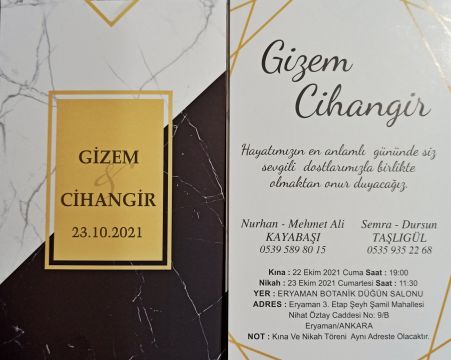 GİZEM
&
CİHANGİR
23.10.2021
Gizem
Cihangir
Hayatımızın en anlamlı gününde siz
sevgili dostlarımızla birlikte
olmaktan onur duyacağız.
Nurhan - Mehmet Ali
KAYABAŞI
0539 589 80 15
Semra - Dursun
TAŞLIGÜL
0535 935 22 68
Kına : 22 Ekim 2021 Cuma Saat : 19:00
Nikah : 23 Ekim 2021 Cumartesi Saat : 11:30
YER : ERYAMAN BOTANİK DÜĞÜN SALONU
ADRES : Eryaman 3. Etap Şeyh Şamil Mahallesi
Nihat Öztay Caddesi No: 9/B
Eryaman/ANKARA
NOT : Kına Ve Nikah Töreni Aynı Adreste Olacaktır.